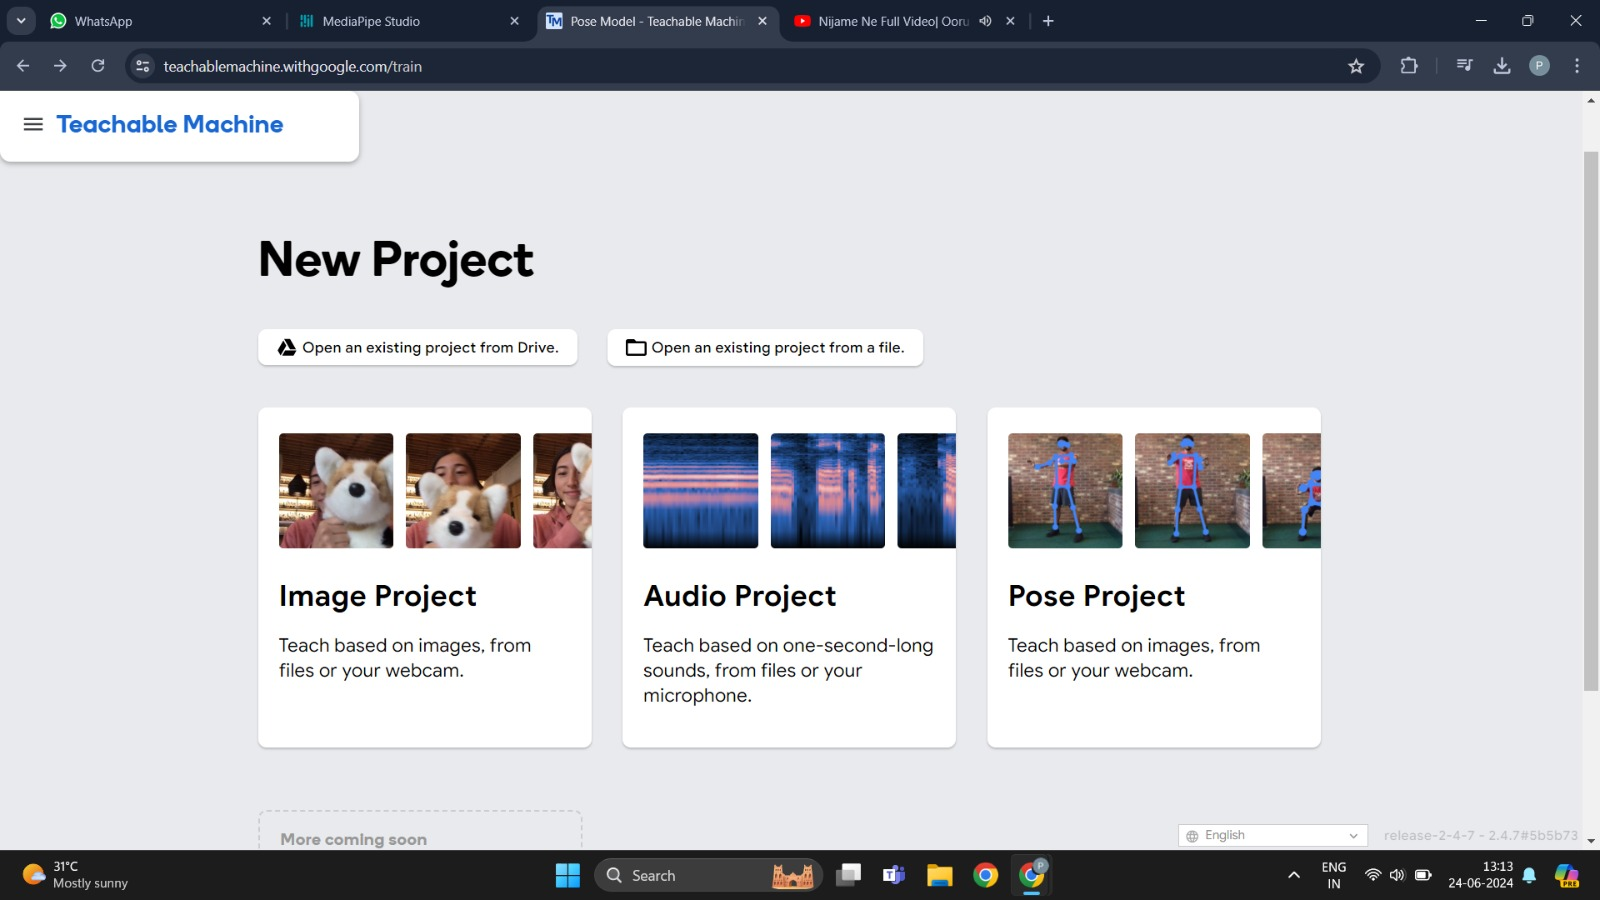 WhatsApp
MediaPipe Studio
Pose Model - Teachable Machin
Nijame Ne Full Video| Ooru
teachablemachine.withgoogle.com/train
P
Teachable Machine
New Project
Open an existing project from Drive.
Open an existing project from a file.
Image Project
Teach based on images, from
files or your webcam.
Audio Project
Teach based on one-second-long
sounds, from files or your
microphone.
Pose Project
Teach based on images, from
files or your webcam.
More coming soon
English
release-2-4-7 - 2.4.7#5b5b73
31°C
Mostly sunny
Search
P
ENG
IN
13:13
24-06-2024
PRE